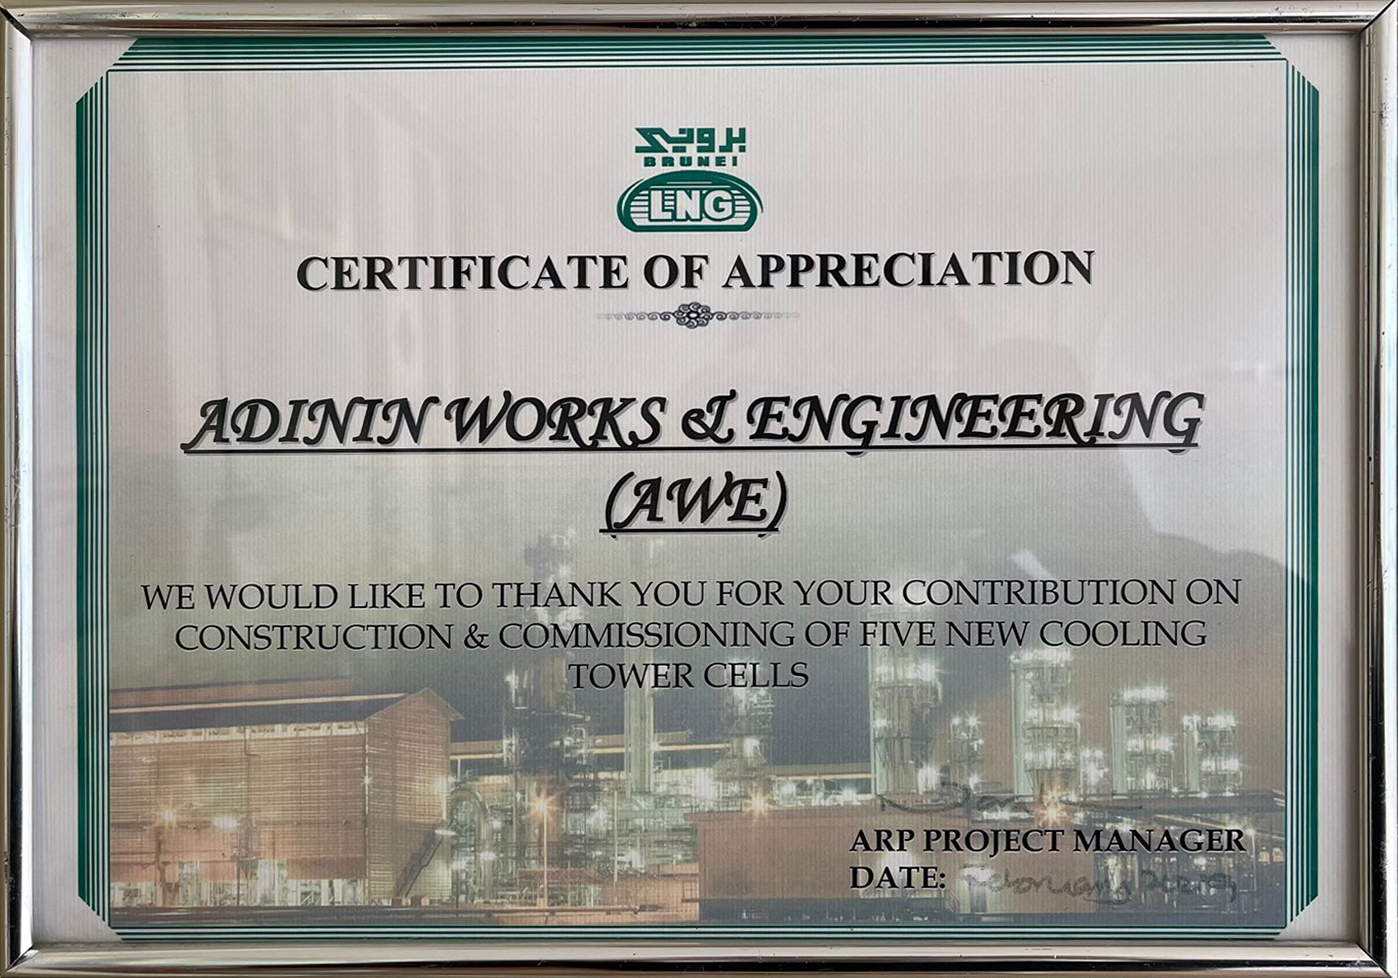 بروني
BRUNEI
LNG
CERTIFICATE OF APPRECIATION
ADININ WORKS & ENGINEERING
(AWE)
WE WOULD LIKE TO THANK YOU FOR YOUR CONTRIBUTION ON
CONSTRUCTION & COMMISSIONING OF FIVE NEW COOLING
TOWER CELLS
ARP PROJECT MANAGER
DATE: